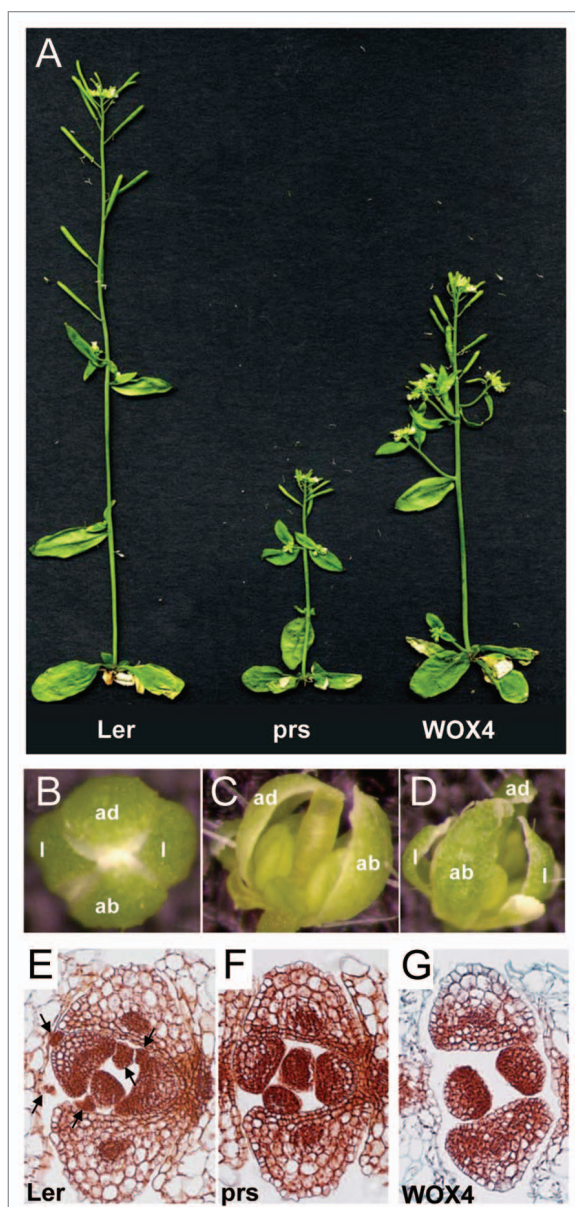 A
Ler prs WOX4
B C D
ad ad ad
l l ab l l
ab ab
E F G
Ler prs WOX4